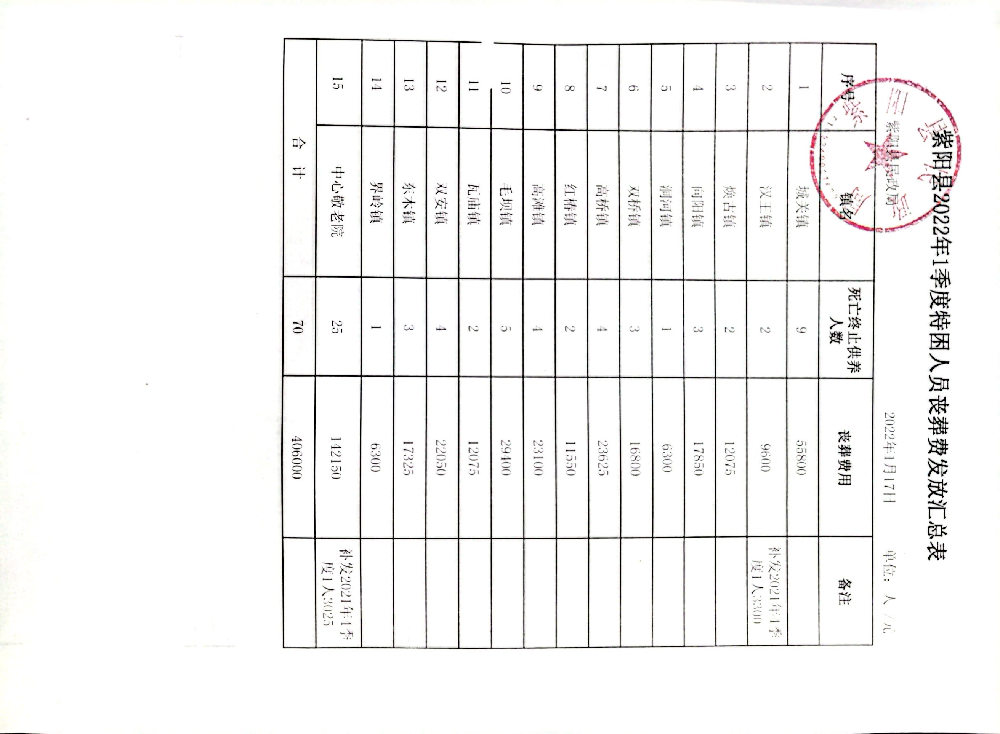 紫阳县2022年1季度特困人员丧葬费发放汇总表
紫阳县民政局 2022年1月17日 单位：人/元
序号 镇名 死亡终止供养人数 丧葬费用 备注
1 城关镇 9 55800
2 汉王镇 2 9600 补发2021年4季度1人3300
3 焕古镇 2 12075
4 向阳镇 3 17850
5 洞河镇 1 6300
6 双桥镇 3 16800
7 高桥镇 4 23625
8 红椿镇 2 11550
9 高滩镇 4 23100
10 毛坝镇 5 29400
11 瓦庙镇 2 12075
12 双安镇 4 22050
13 东木镇 3 17325
14 界岭镇 1 6300
15 中心敬老院 25 142150 补发2021年4季度1人3025
合计 70 406000